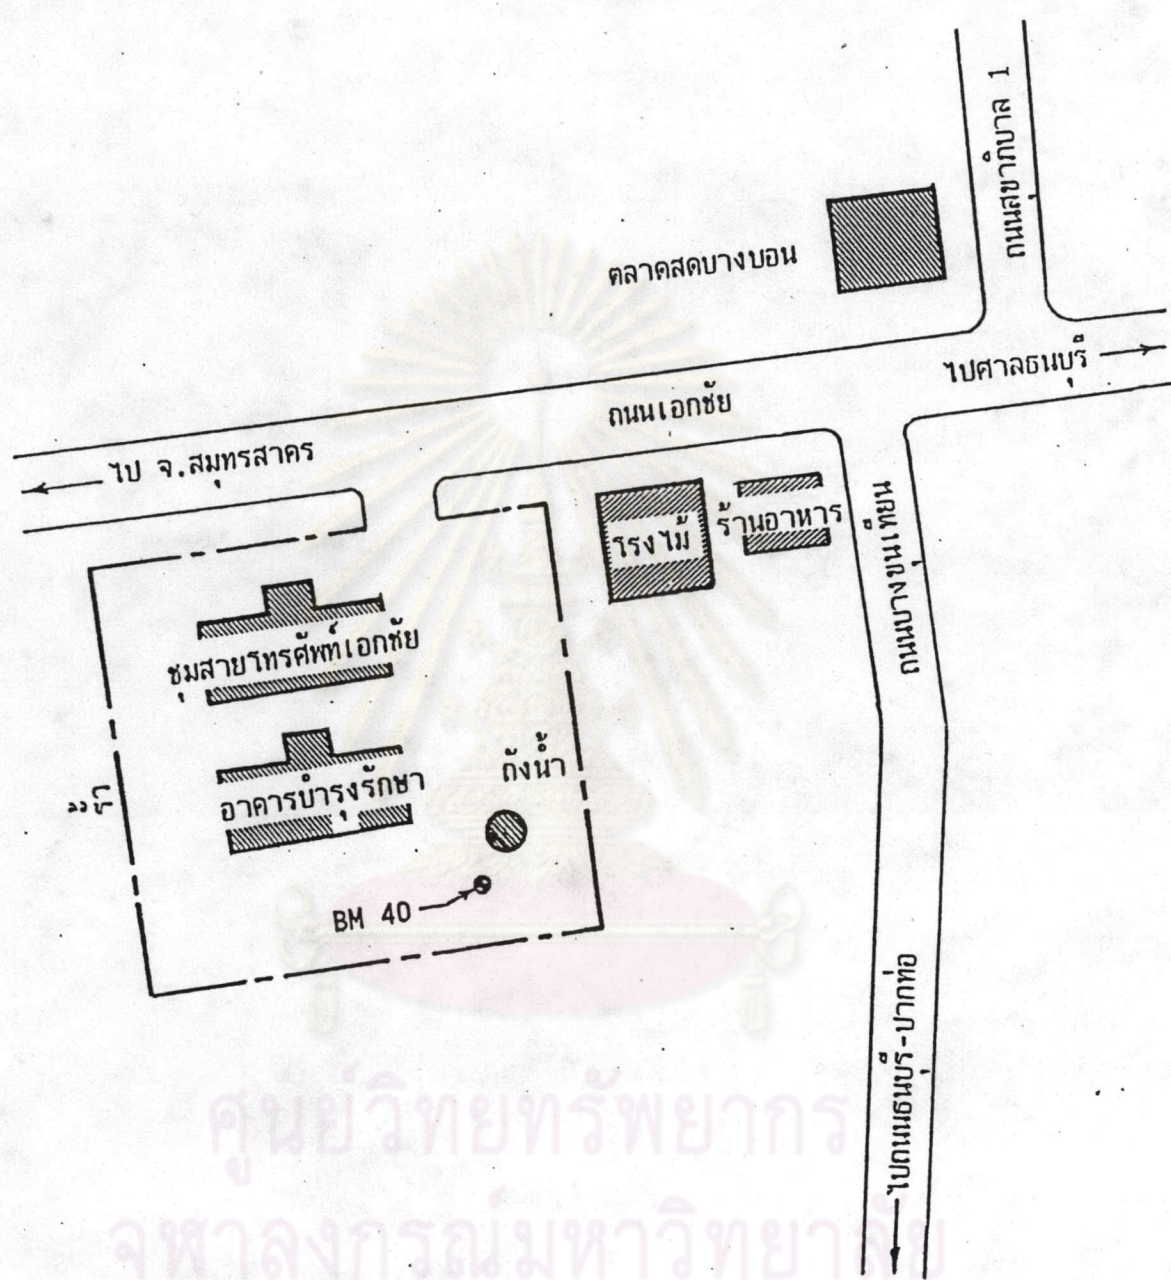 ถนนสุขาภิบาล 1
ตลาดสดบางบอน
ไปศาลธนบุรี
ถนนเอกชัย
ไป จ.สมุทรสาคร
โรงไม้
ร้านอาหาร
ถนนบางขุนเทียน
ชุมสายโทรศัพท์เอกชัย
ถังน้ำ
อาคารบำรุงรักษา
รั้ว
BM 40
ไปถนนธนบุรี-ปากท่อ
ศูนย์วิทยทรัพยากร
จุฬาลงกรณ์มหาวิทยาลัย